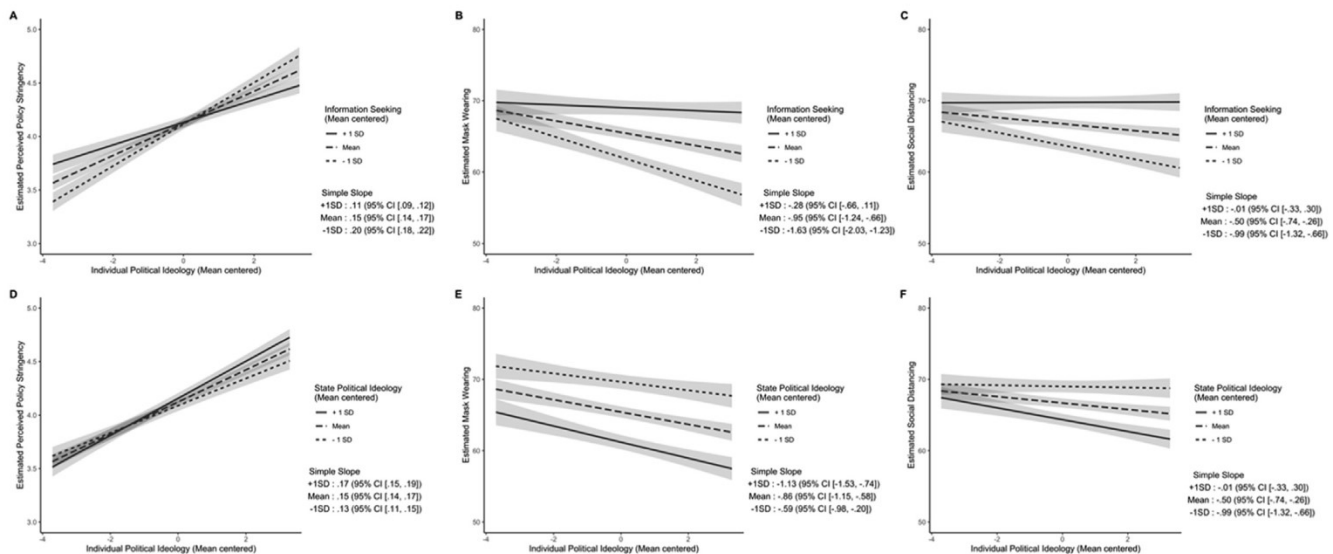 A
Estimated Perceived Policy Stringency
5.0
4.5
4.0
3.5
3.0
-4
-2
0
2
Individual Political Ideology (Mean centered)
Information Seeking
(Mean centered)
+ 1 SD
Mean
- 1 SD
Simple Slope
+1SD : .11 (95% CI [.09, .12])
Mean : .15 (95% CI [.14, .17])
-1SD : .20 (95% CI [.18, .22])
B
Estimated Mask Wearing
80
70
60
50
-4
-2
0
2
Individual Political Ideology (Mean centered)
Information Seeking
(Mean centered)
+ 1 SD
Mean
- 1 SD
Simple Slope
+1SD : -.28 (95% CI [-.66, .11])
Mean : -.95 (95% CI [-1.24, -.66])
-1SD : -1.63 (95% CI [-2.03, -1.23])
C
Estimated Social Distancing
80
70
60
50
-4
-2
0
2
Individual Political Ideology (Mean centered)
Information Seeking
(Mean centered)
+ 1 SD
Mean
- 1 SD
Simple Slope
+1SD : -.01 (95% CI [-.33, .30])
Mean : -.50 (95% CI [-.74, -.26])
-1SD : -.99 (95% CI [-1.32, -.66])
D
Estimated Perceived Policy Stringency
5.0
4.5
4.0
3.5
3.0
-4
-2
0
2
Individual Political Ideology (Mean centered)
State Political Ideology
(Mean centered)
+ 1 SD
Mean
- 1 SD
Simple Slope
+1SD : .17 (95% CI [.15, .19])
Mean : .15 (95% CI [.14, .17])
-1SD : .13 (95% CI [.11, .15])
E
Estimated Mask Wearing
80
70
60
50
-4
-2
0
2
Individual Political Ideology (Mean centered)
State Political Ideology
(Mean centered)
+ 1 SD
Mean
- 1 SD
Simple Slope
+1SD : -1.13 (95% CI [-1.53, -.74])
Mean : -.86 (95% CI [-1.15, -.58])
-1SD : -.59 (95% CI [-.98, -.20])
F
Estimated Social Distancing
80
70
60
50
-4
-2
0
2
Individual Political Ideology (Mean centered)
State Political Ideology
(Mean centered)
+ 1 SD
Mean
- 1 SD
Simple Slope
+1SD : -.01 (95% CI [-.33, .30])
Mean : -.50 (95% CI [-.74, -.26])
-1SD : -.99 (95% CI [-1.32, -.66])